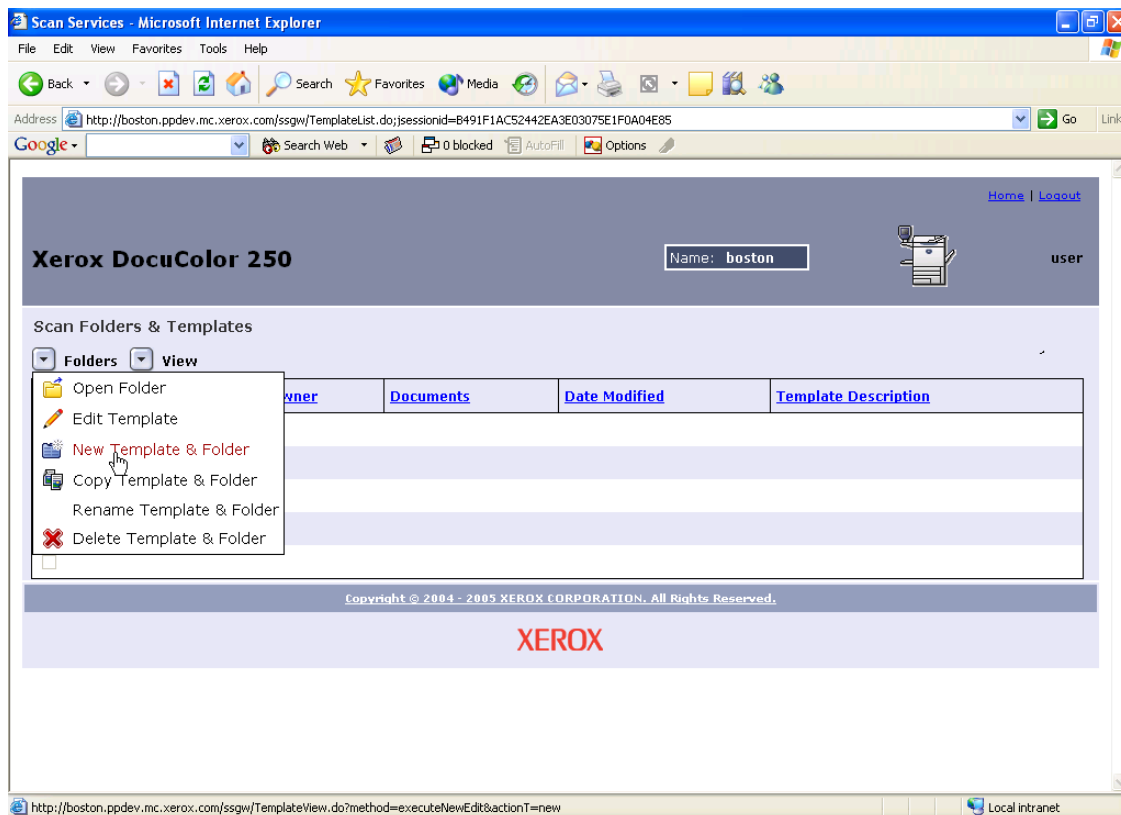 Scan Services - Microsoft Internet Explorer
File Edit View Favorites Tools Help
Back Search Favorites Media
Address http://boston.ppdev.mc.xerox.com/ssgw/TemplateList.do;jsessionid=B491F1AC52442EA3E03075E1F0A04E85 Go Link
Google Search Web 0 blocked AutoFill Options
Home | Logout
Xerox DocuColor 250 Name: boston user
Scan Folders & Templates
Folders View
Open Folder
wner Documents Date Modified Template Description
Edit Template
New Template & Folder
Copy Template & Folder
Rename Template & Folder
Delete Template & Folder
Copyright © 2004 - 2005 XEROX CORPORATION. All Rights Reserved.
XEROX
http://boston.ppdev.mc.xerox.com/ssgw/TemplateView.do?method=executeNewEdit&actionT=new Local intranet